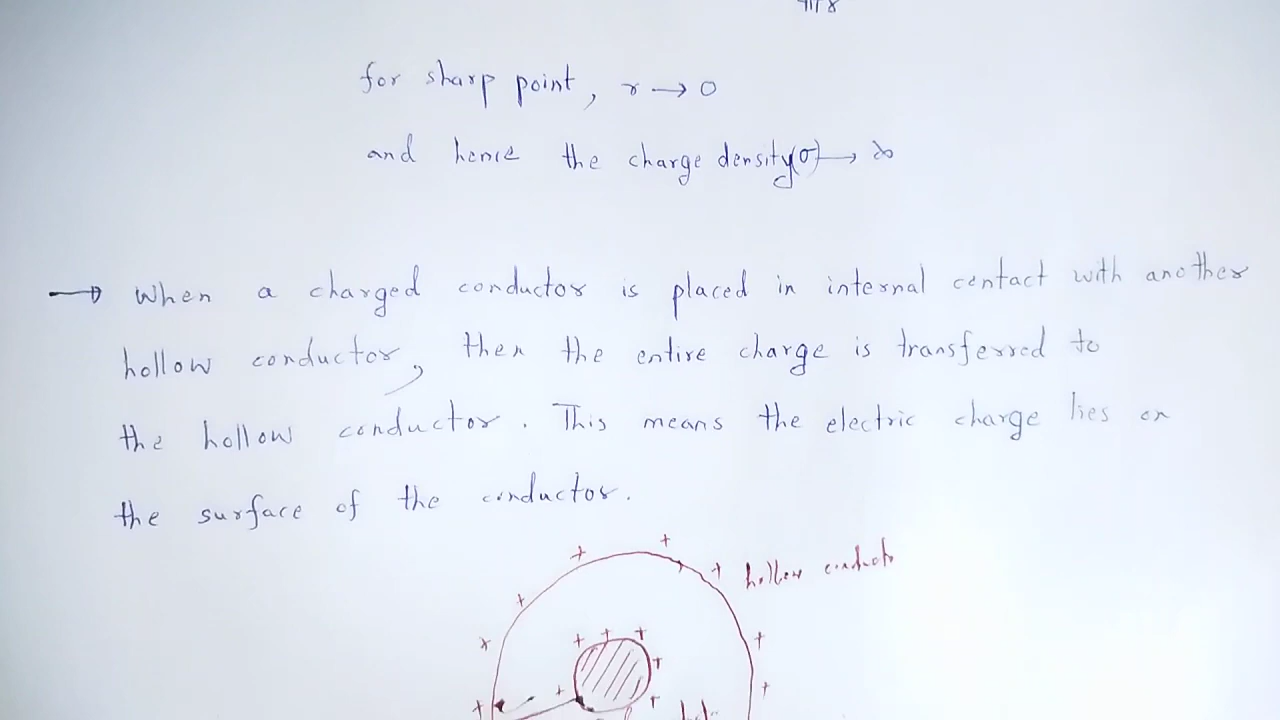 for sharp point, r → 0
and hence the charge density(σ) → ∞
→ When a charged conductor is placed in internal contact with another
hollow conductor, then the entire charge is transferred to
the hollow conductor. This means the electric charge lies on
the surface of the conductor.
hollow conducto